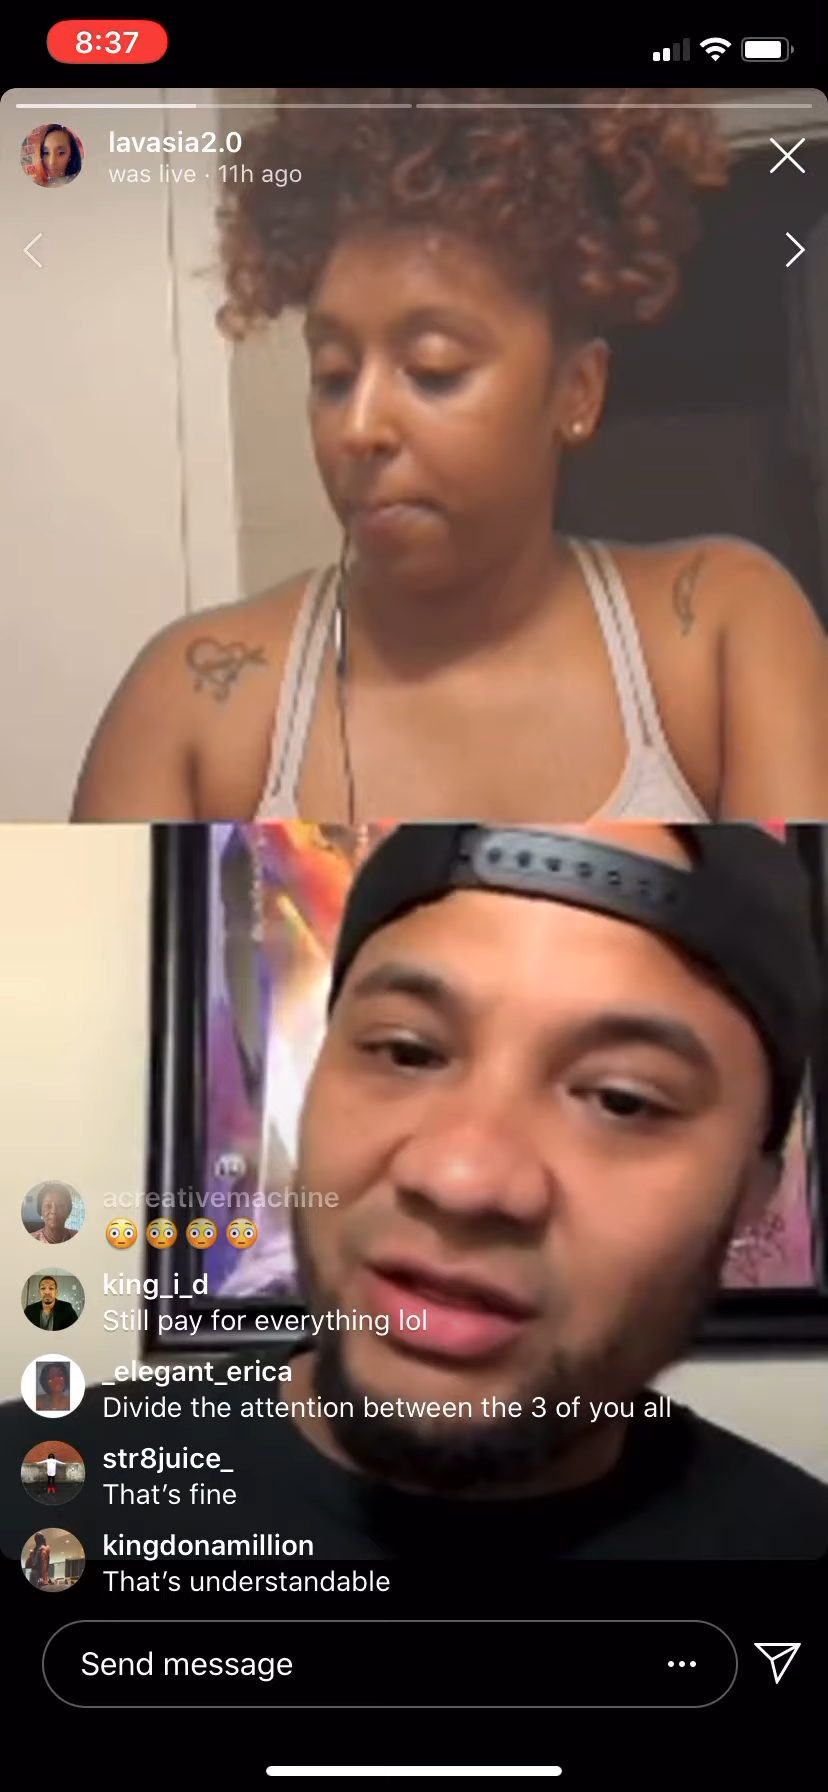 8:37
lavasia2.0
was live · 11h ago
acreativemachine
😳 😳 😳 😳
king_i_d
Still pay for everything lol
_elegant_erica
Divide the attention between the 3 of you all
str8juice_
That's fine
kingdonamillion
That's understandable
Send message